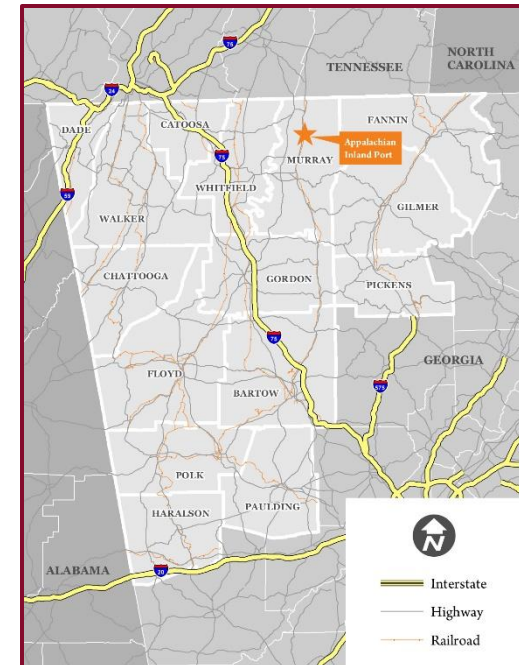 75
NORTH
CAROLINA
TENNESSEE
24
DADE
CATOOSA
FANNIN
Appalachian
Inland Port
75
MURRAY
WHITFIELD
59
GILMER
WALKER
CHATTOOGA
GORDON
PICKENS
75
GEORGIA
FLOYD
575
BARTOW
POLK
PAULDING
HARALSON
ALABAMA
20
N
Interstate
Highway
Railroad